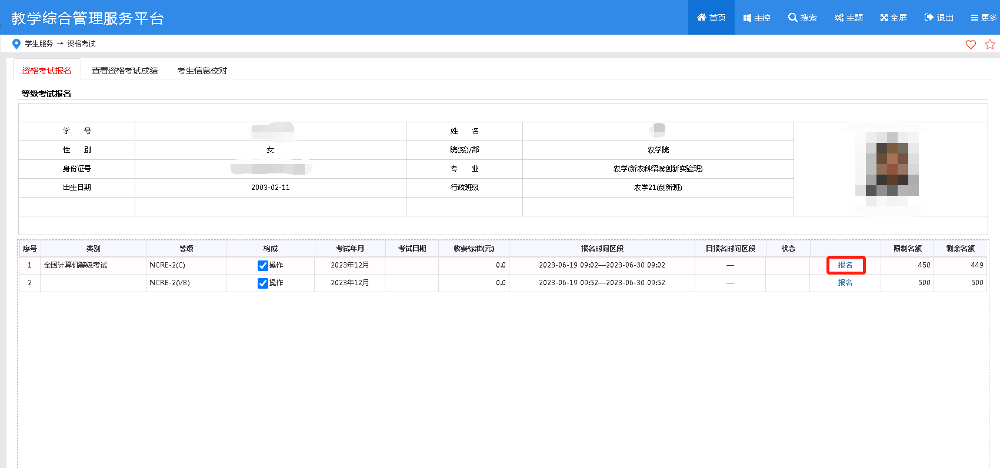 教学综合管理服务平台
首页 主控 搜索 主题 全屏 退出 更多
学生服务 → 资格考试
资格考试报名 查看资格考试成绩 考生信息校对
等级考试报名
学 号 姓 名
性 别 女 院(系)/部 农学院
身份证号 专 业 农学(新农科绍骙创新实验班)
出生日期 2003-02-11 行政班级 农学21(创新班)
序号 类别 等级 构成 考试年月 考试日期 收费标准(元) 报名时间区段 日报名时间区段 状态 限制名额 剩余名额
1 全国计算机等级考试 NCRE-2(C) 操作 2023年12月 0.0 2023-06-19 09:02—2023-06-30 09:02 — 报名 450 449
2 NCRE-2(VB) 操作 2023年12月 0.0 2023-06-19 09:52—2023-06-30 09:52 — 报名 500 500